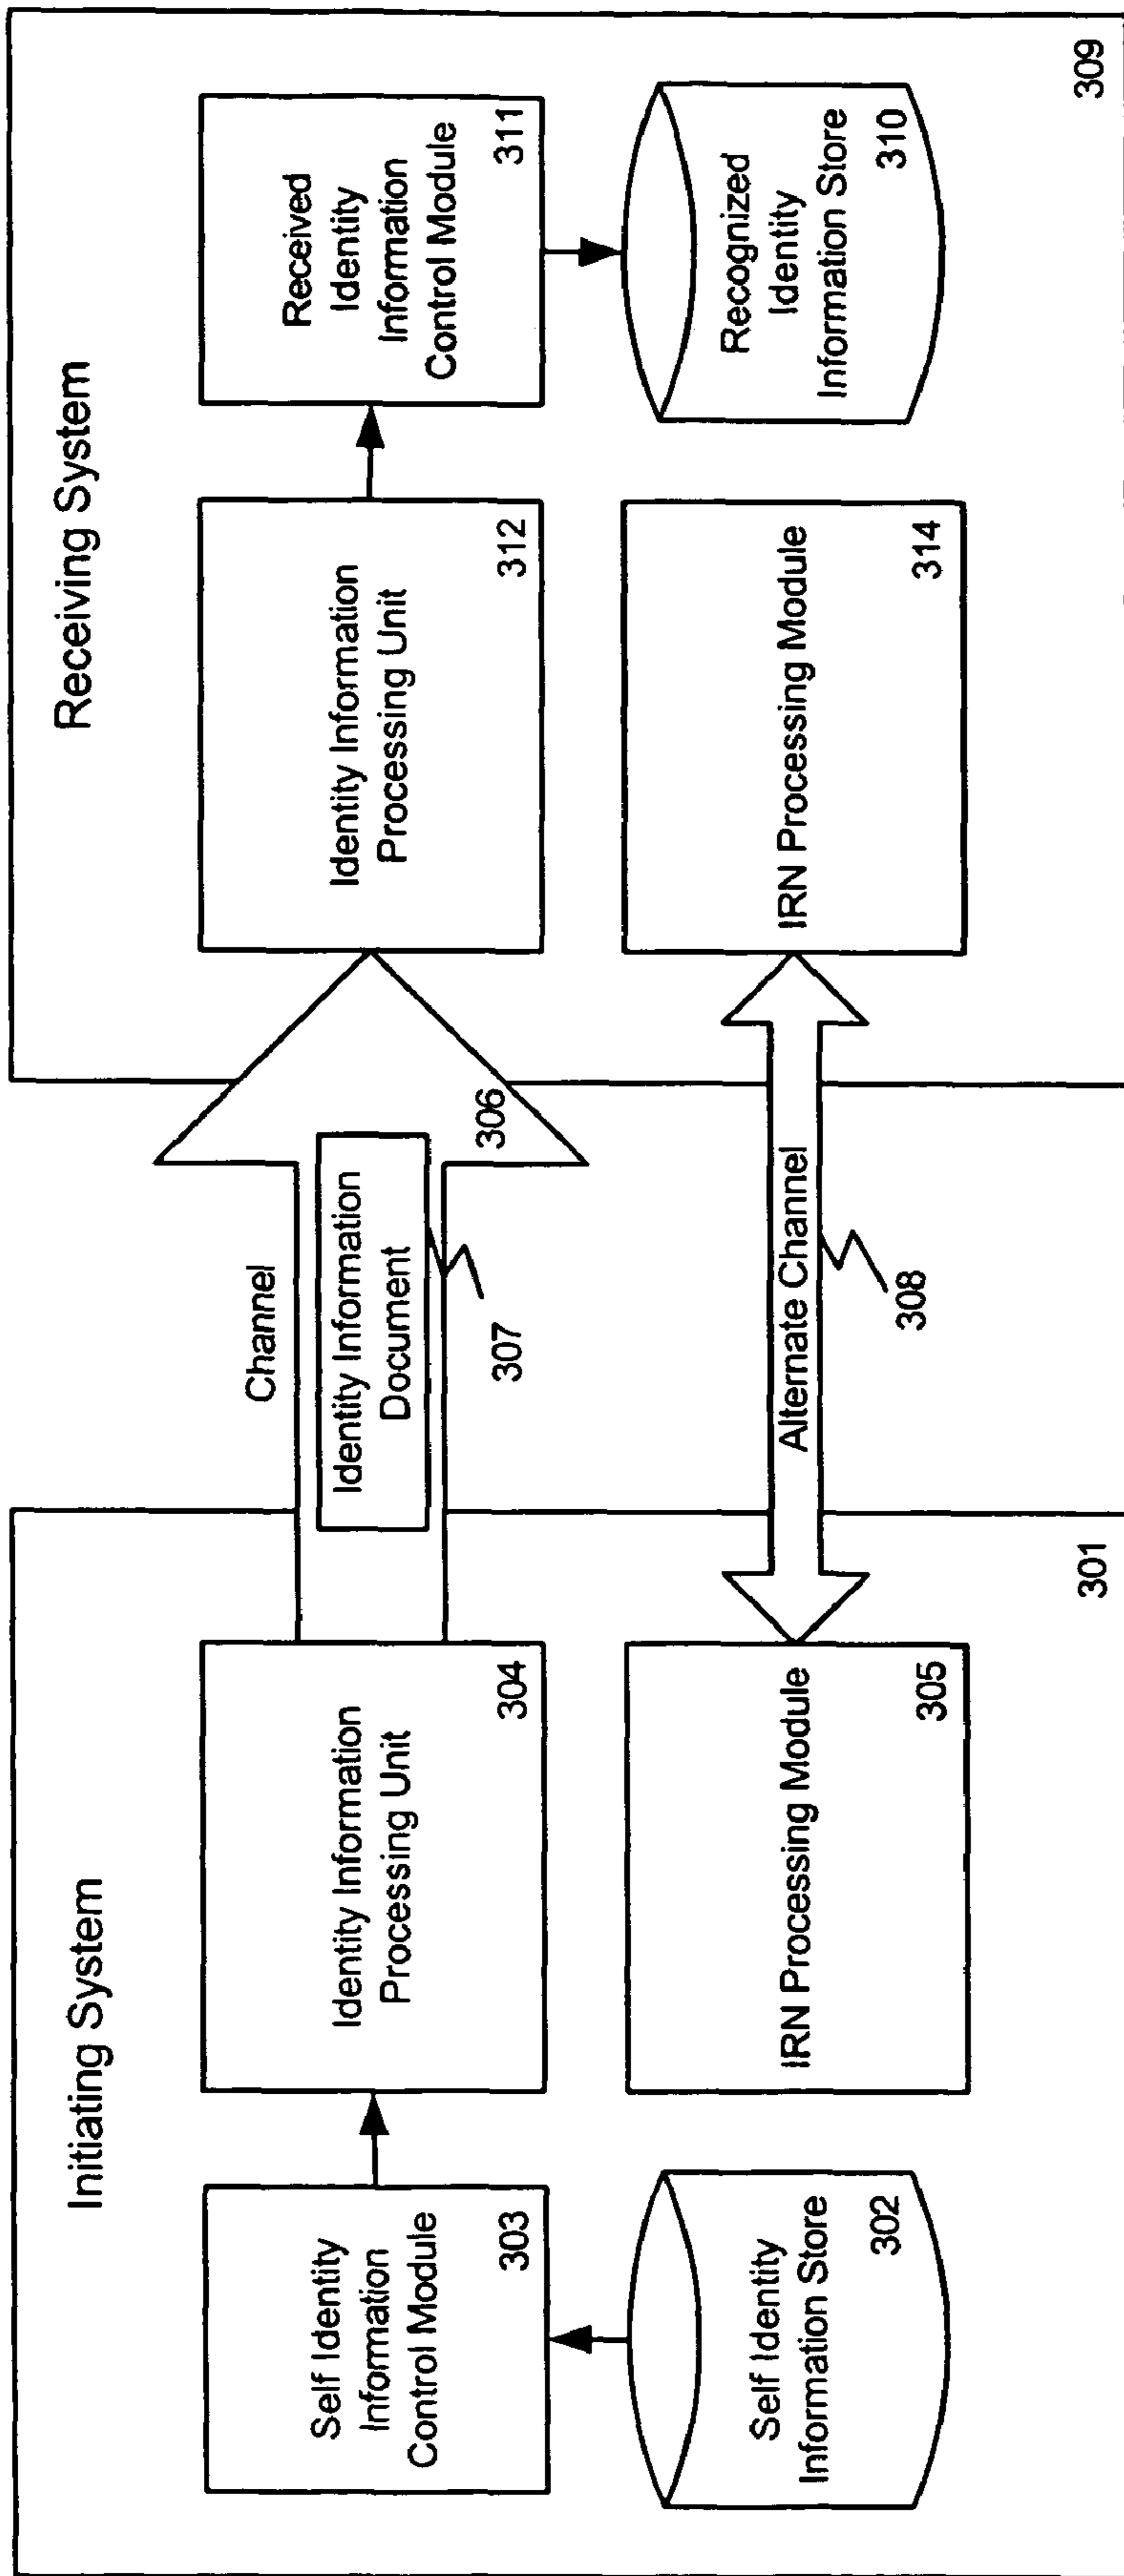 Initiating System
Self Identity
Information
Control Module
303
Self Identity
Information Store
302
Identity Information
Processing Unit
304
IRN Processing Module
305
301
Channel
Identity Information
Document
306
307
Alternate Channel
308
Receiving System
Identity Information
Processing Unit
312
Received
Identity
Information
Control Module
311
IRN Processing Module
314
Recognized
Identity
Information Store
310
309